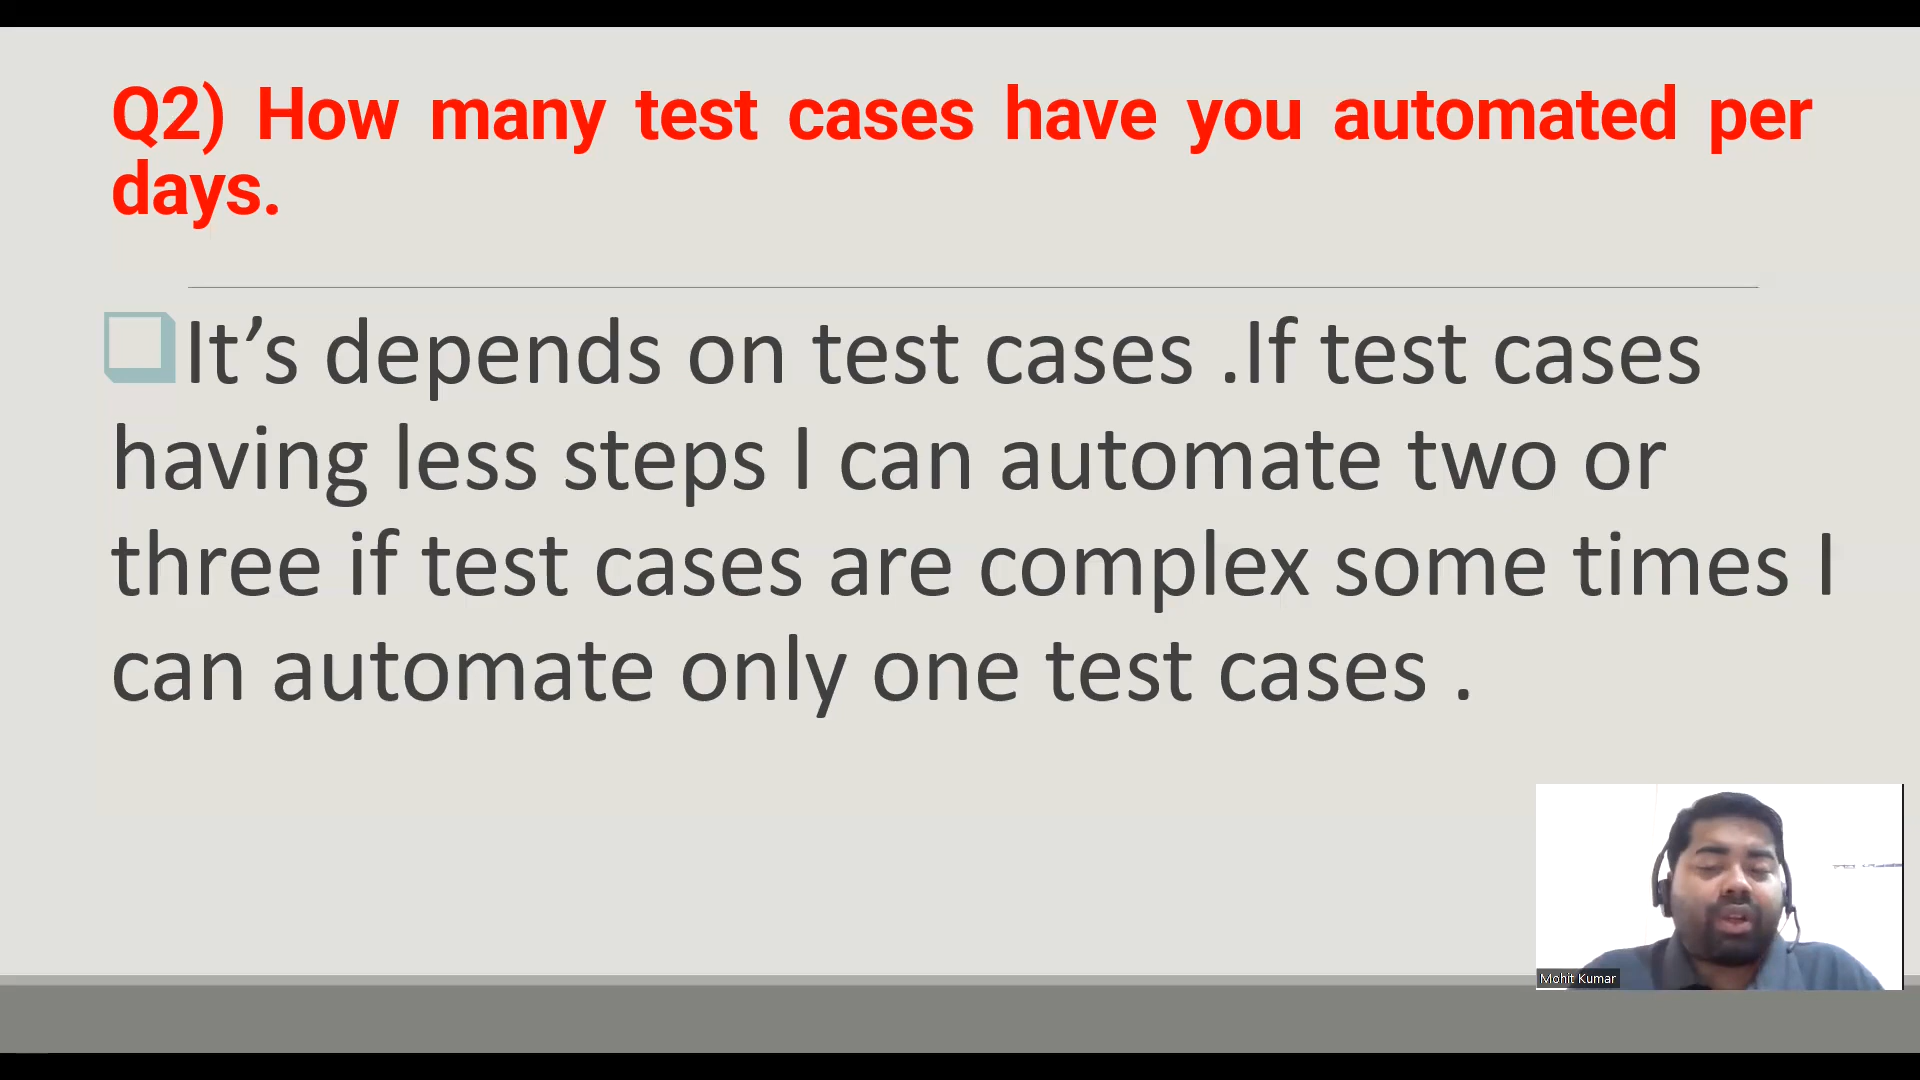 Q2) How many test cases have you automated per
days.
It’s depends on test cases .If test cases
having less steps I can automate two or
three if test cases are complex some times I
can automate only one test cases .
Mohit Kumar